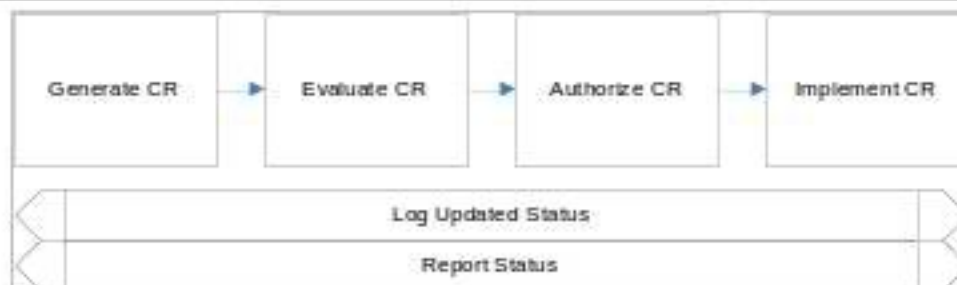 Generate CR
Evaluate CR
Authorize CR
Implement CR
Log Updated Status
Report Status